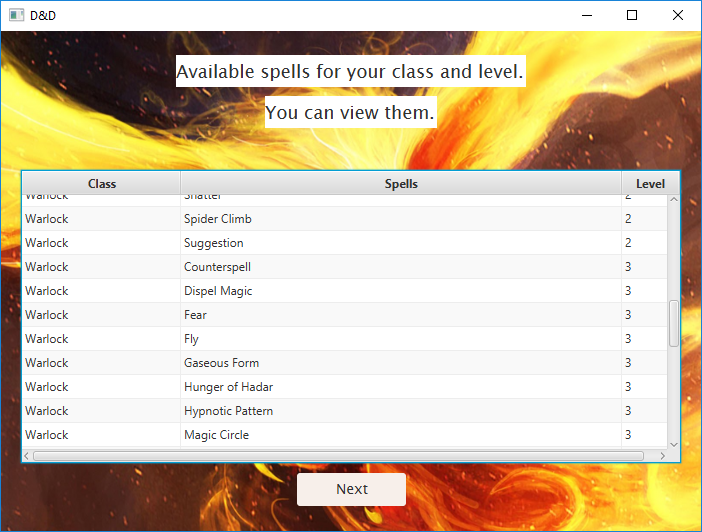 D&D
Available spells for your class and level.
You can view them.
Class Spells Level
Warlock Shatter 2
Warlock Spider Climb 2
Warlock Suggestion 2
Warlock Counterspell 3
Warlock Dispel Magic 3
Warlock Fear 3
Warlock Fly 3
Warlock Gaseous Form 3
Warlock Hunger of Hadar 3
Warlock Hypnotic Pattern 3
Warlock Magic Circle 3
Next